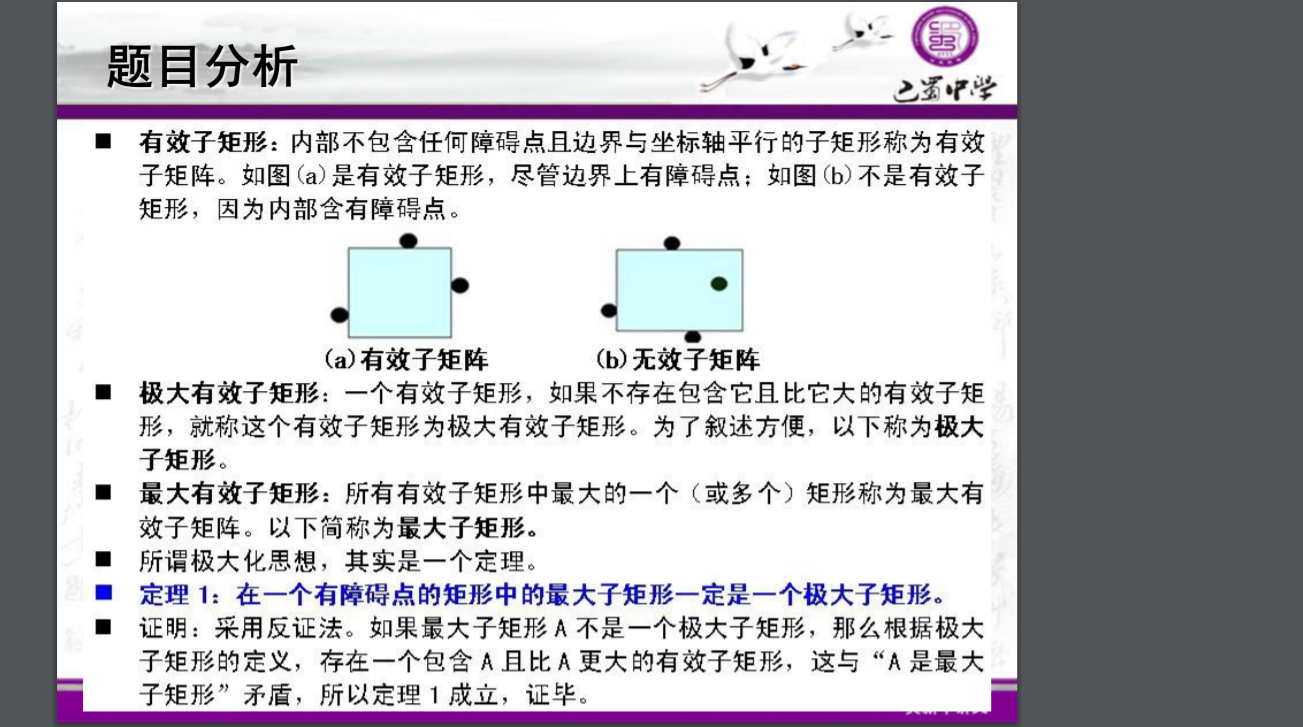 题目分析
巴蜀中学
■ 有效子矩形：内部不包含任何障碍点且边界与坐标轴平行的子矩形称为有效
子矩阵。如图(a)是有效子矩形，尽管边界上有障碍点；如图(b)不是有效子
矩形，因为内部含有障碍点。
(a)有效子矩阵 (b)无效子矩阵
■ 极大有效子矩形：一个有效子矩形，如果不存在包含它且比它大的有效子矩
形，就称这个有效子矩形为极大有效子矩形。为了叙述方便，以下称为极大
子矩形。
■ 最大有效子矩形：所有有效子矩形中最大的一个（或多个）矩形称为最大有
效子矩阵。以下简称为最大子矩形。
■ 所谓极大化思想，其实是一个定理。
■ 定理 1：在一个有障碍点的矩形中的最大子矩形一定是一个极大子矩形。
■ 证明：采用反证法。如果最大子矩形 A 不是一个极大子矩形，那么根据极大
子矩形的定义，存在一个包含 A 且比 A 更大的有效子矩形，这与“A 是最大
子矩形”矛盾，所以定理 1 成立，证毕。